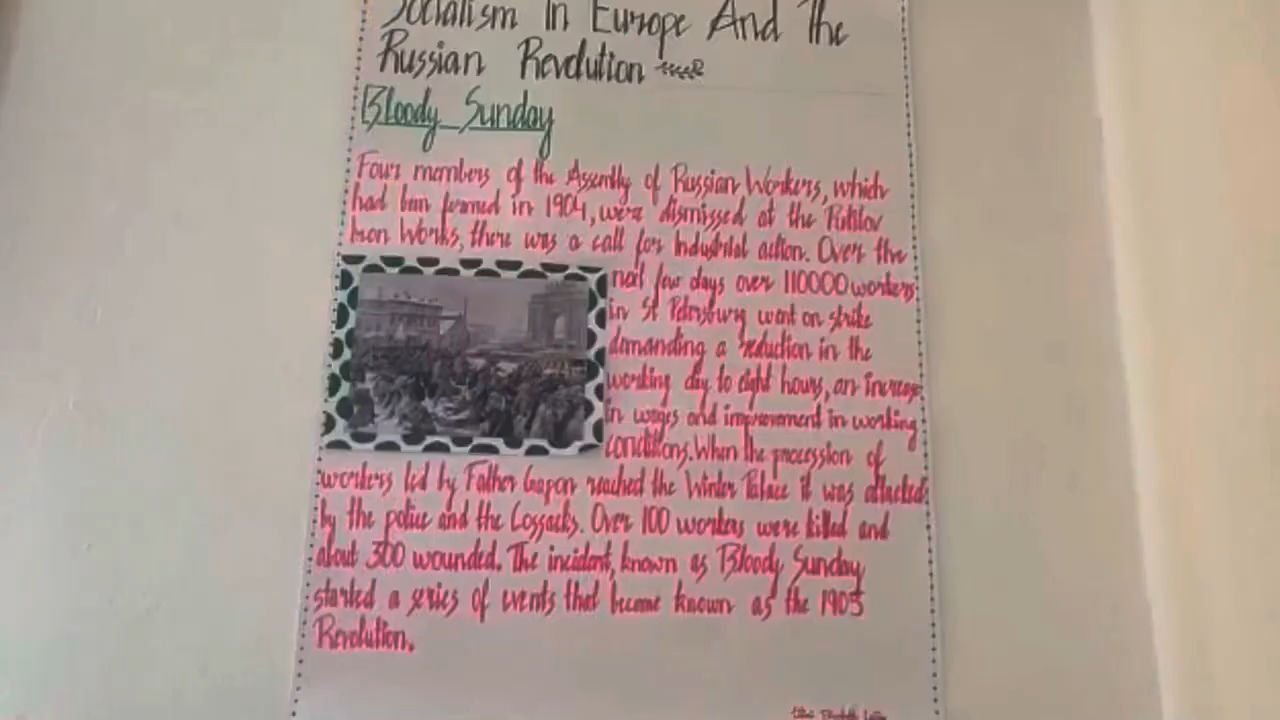 Socialism In Europe And The
Russian Revolution
Bloody Sunday
Four members of the Assembly of Russian Workers, which
had been formed in 1904, were dismissed at the Putilov
Iron Works, there was a call for Industrial action. Over the
next few days over 110000 workers
in St Petersburg went on strike
demanding a reduction in the
working day to eight hours, an increase
in wages and improvement in working
conditions. When the procession of
workers led by Father Gapon reached the Winter Palace it was attacked
by the police and the Cossacks. Over 100 workers were killed and
about 300 wounded. The incident, known as Bloody Sunday
started a series of events that became known as the 1905
Revolution.